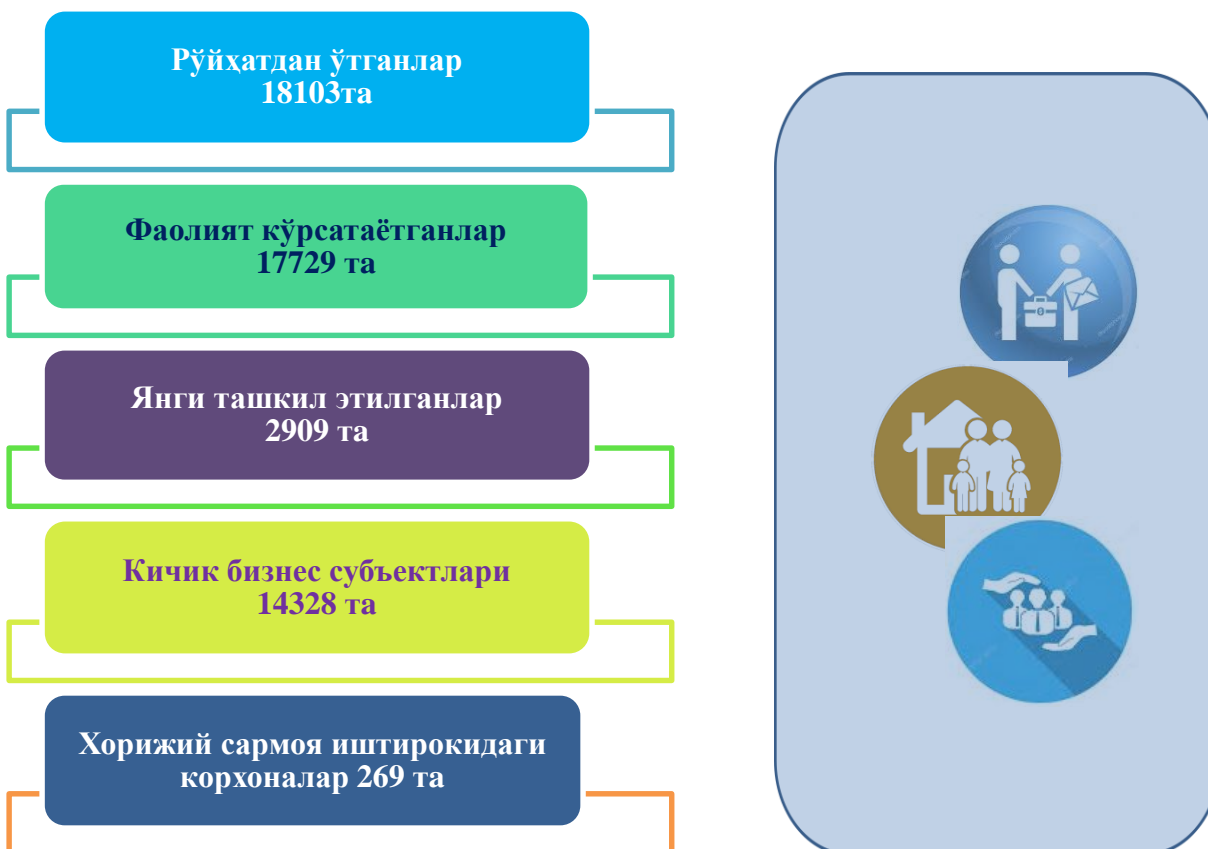 Рўйҳатдан ўтганлар
18103та
Фаолият кўрсатаётганлар
17729 та
Янги ташкил этилганлар
2909 та
Кичик бизнес субъектлари
14328 та
Хорижий сармоя иштирокидаги
корхоналар 269 та